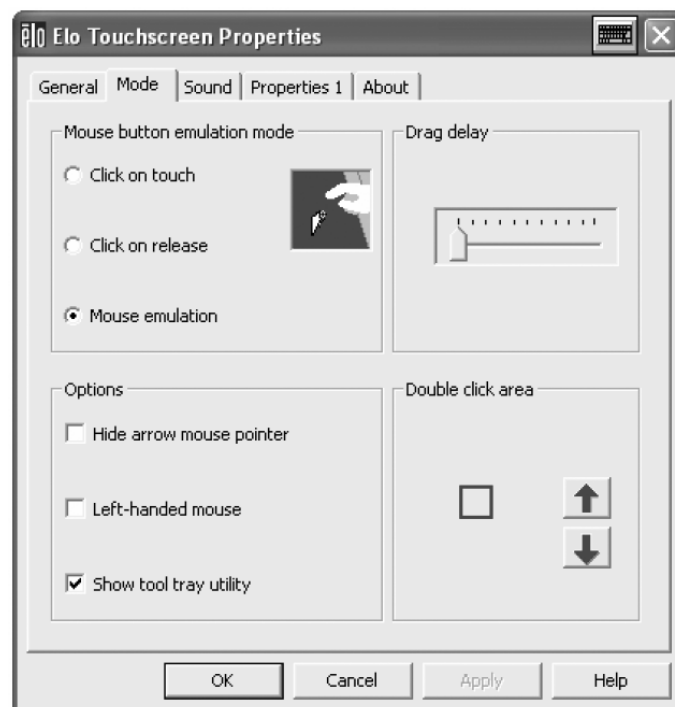 ēlo Elo Touchscreen Properties
General Mode Sound Properties 1 About
Mouse button emulation mode
Click on touch
Click on release
Mouse emulation
Drag delay
Options
Hide arrow mouse pointer
Left-handed mouse
Show tool tray utility
Double click area
OK Cancel Apply Help